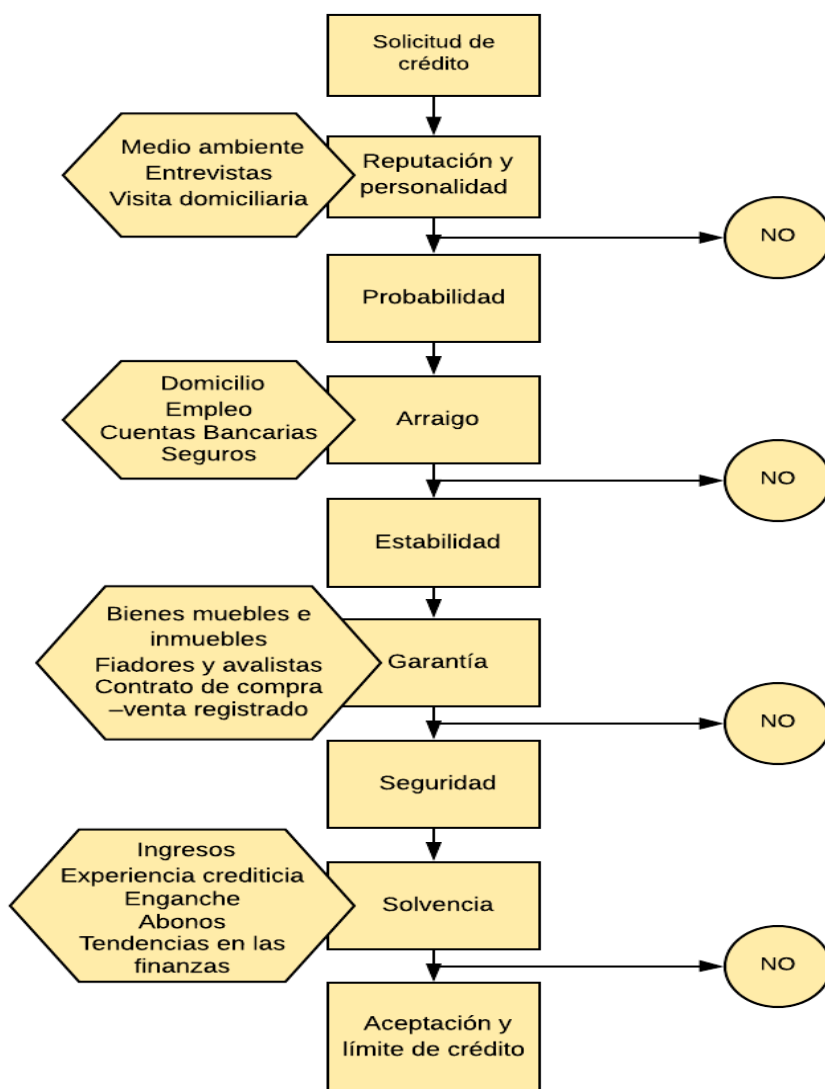 Solicitud de
crédito
Medio ambiente
Entrevistas
Visita domiciliaria
Reputación y
personalidad
NO
Probabilidad
Domicilio
Empleo
Cuentas Bancarias
Seguros
Arraigo
NO
Estabilidad
Bienes muebles e
inmuebles
Fiadores y avalistas
Contrato de compra
–venta registrado
Garantía
NO
Seguridad
Ingresos
Experiencia crediticia
Enganche
Abonos
Tendencias en las
finanzas
Solvencia
NO
Aceptación y
límite de crédito